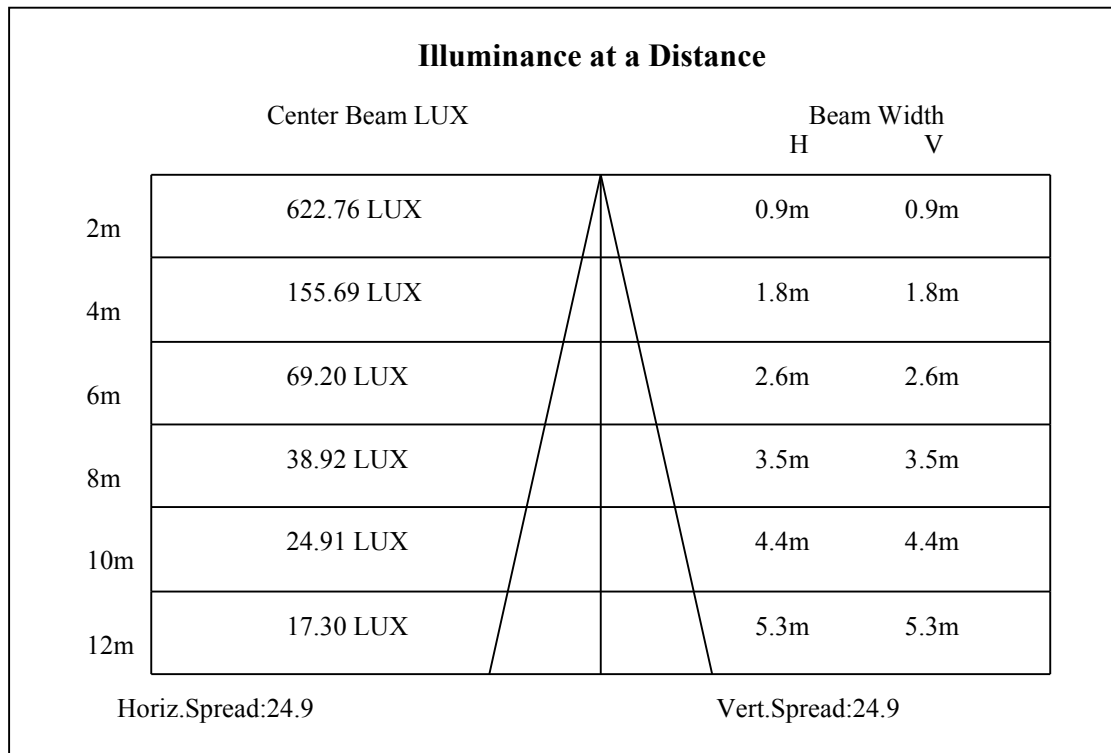 Illuminance at a Distance
Center Beam LUX Beam Width
H V
622.76 LUX 0.9m 0.9m
2m
155.69 LUX 1.8m 1.8m
4m
69.20 LUX 2.6m 2.6m
6m
38.92 LUX 3.5m 3.5m
8m
24.91 LUX 4.4m 4.4m
10m
17.30 LUX 5.3m 5.3m
12m
Horiz.Spread:24.9 Vert.Spread:24.9